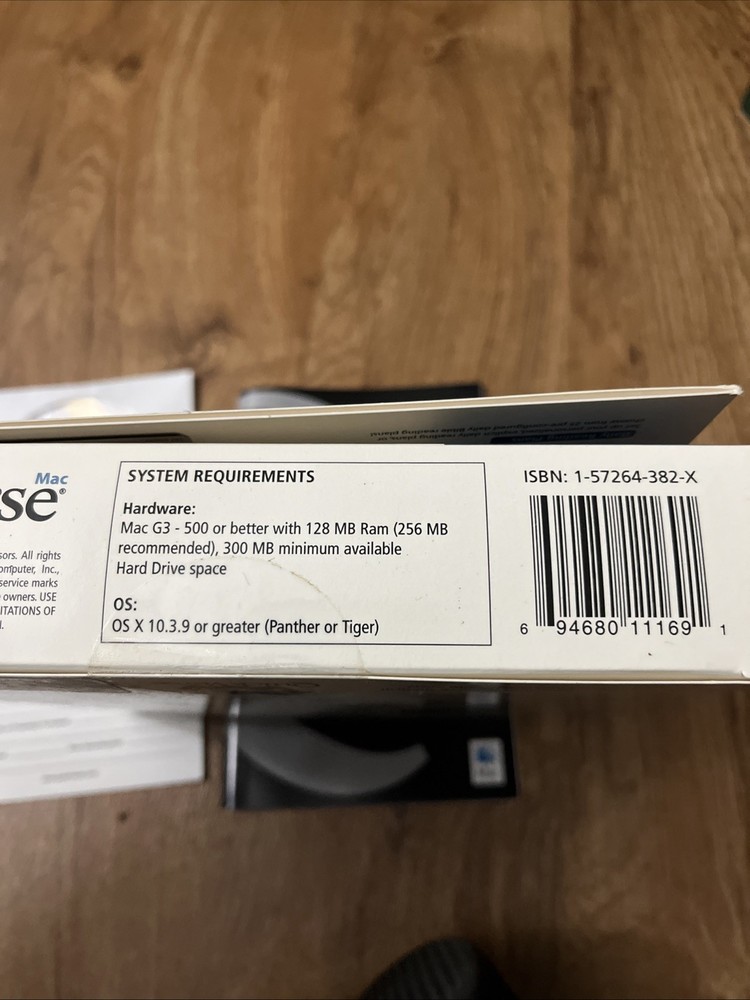 Mac
rse®
sors. All rights
omputer, Inc.,
service marks
owners. USE
ITATIONS OF
SYSTEM REQUIREMENTS
Hardware:
Mac G3 - 500 or better with 128 MB Ram (256 MB
recommended), 300 MB minimum available
Hard Drive space
OS:
OS X 10.3.9 or greater (Panther or Tiger)
ISBN: 1-57264-382-X
6 94680 11169 1